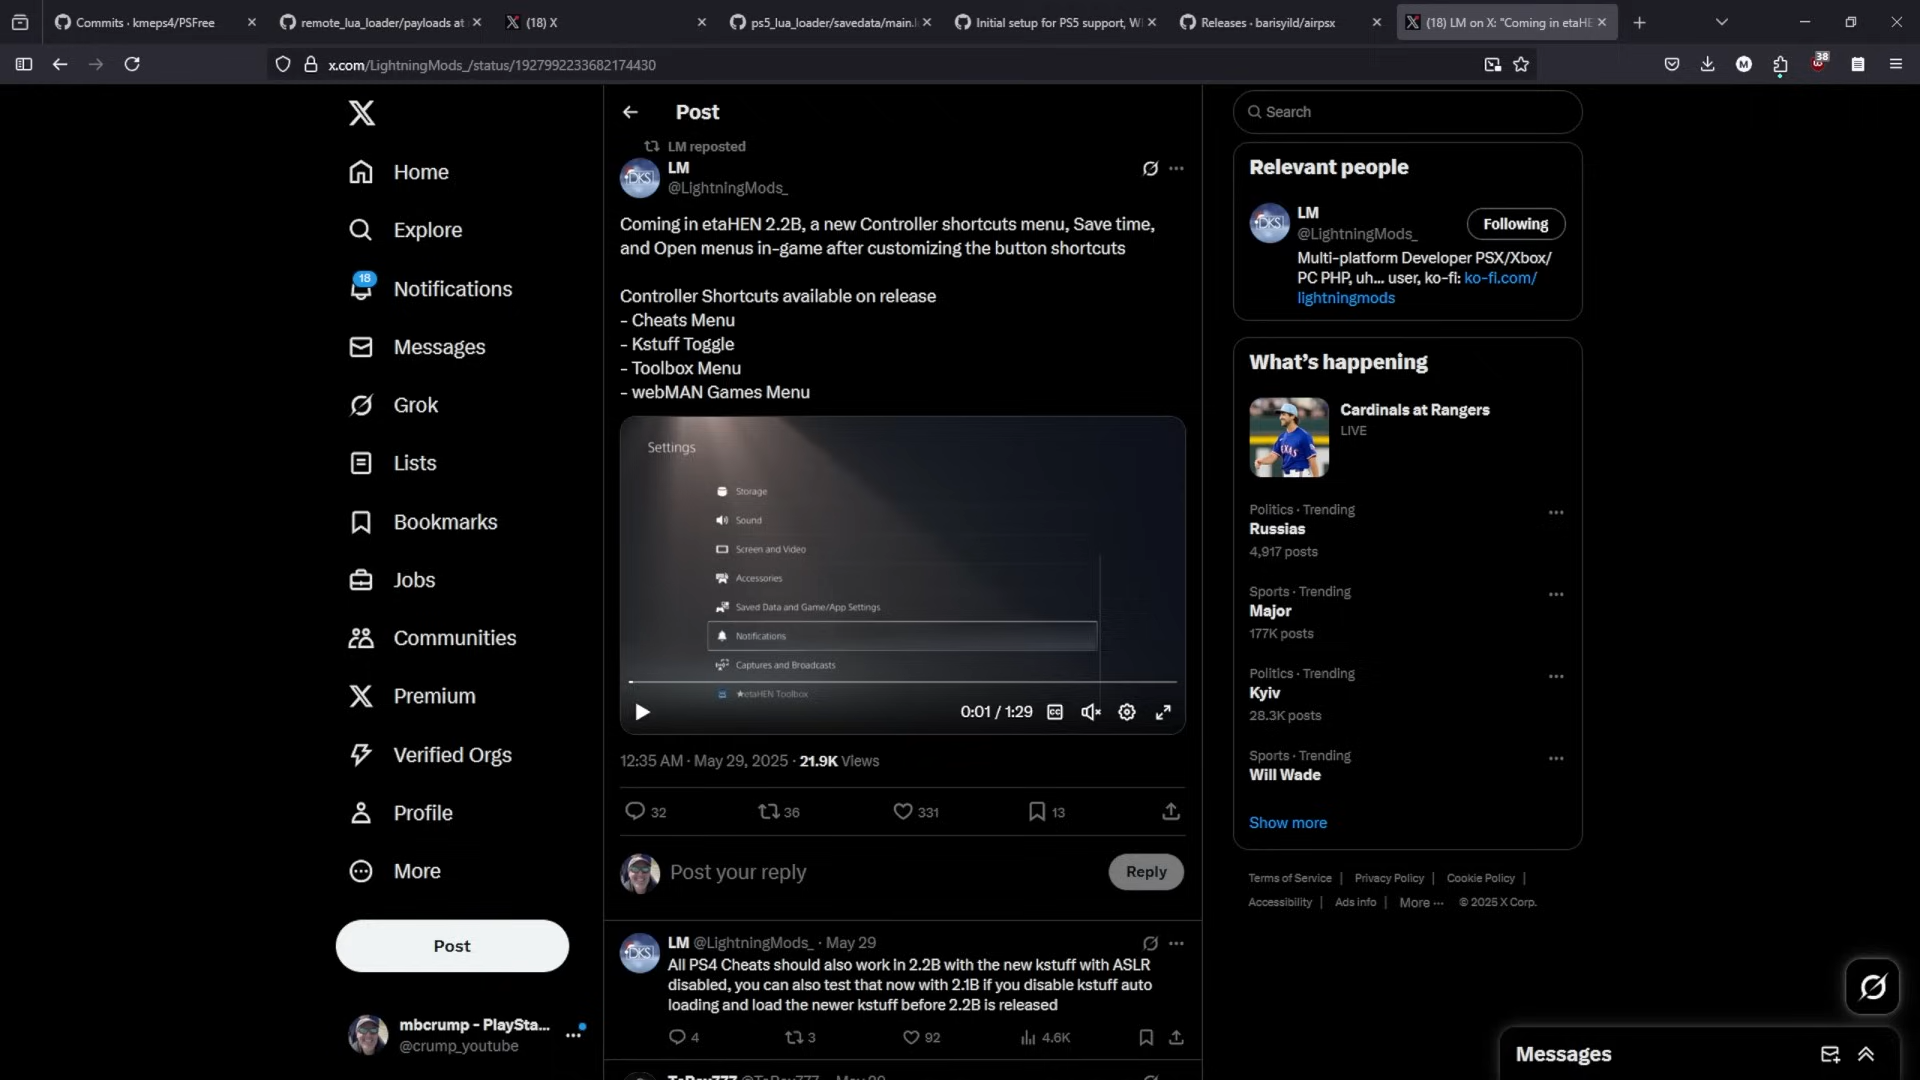 Commits · kmeps4/PSFree
remote_lua_loader/payloads at
(18) X
ps5_lua_loader/savedata/main.l
Initial setup for PS5 support, W
Releases · barisyild/airpsx
(18) LM on X: "Coming in etaHE
x.com/LightningMods_/status/1927992233682174430
38
Home
Explore
18
Notifications
Messages
Grok
Lists
Bookmarks
Jobs
Communities
Premium
Verified Orgs
Profile
More
Post
mbcrump - PlaySta...
@crump_youtube
Post
LM reposted
LM
@LightningMods_
Coming in etaHEN 2.2B, a new Controller shortcuts menu, Save time,
and Open menus in-game after customizing the button shortcuts
Controller Shortcuts available on release
- Cheats Menu
- Kstuff Toggle
- Toolbox Menu
- webMAN Games Menu
Settings
Storage
Sound
Screen and Video
Accessories
Saved Data and Game/App Settings
Notifications
Captures and Broadcasts
★etaHEN Toolbox
0:01 / 1:29
CC
12:35 AM · May 29, 2025 · 21.9K Views
32 36 331 13
Post your reply
Reply
LM @LightningMods_ · May 29
All PS4 Cheats should also work in 2.2B with the new kstuff with ASLR
disabled, you can also test that now with 2.1B if you disable kstuff auto
loading and load the newer kstuff before 2.2B is released
4 3 92 4.6K
Search
Relevant people
LM
@LightningMods_
Following
Multi-platform Developer PSX/Xbox/
PC PHP, uh... user, ko-fi: ko-fi.com/
lightningmods
What's happening
Cardinals at Rangers
LIVE
Politics · Trending
Russias
4,917 posts
Sports · Trending
Major
177K posts
Politics · Trending
Kyiv
28.3K posts
Sports · Trending
Will Wade
Show more
Terms of Service | Privacy Policy | Cookie Policy |
Accessibility | Ads info | More ··· © 2025 X Corp.
Messages